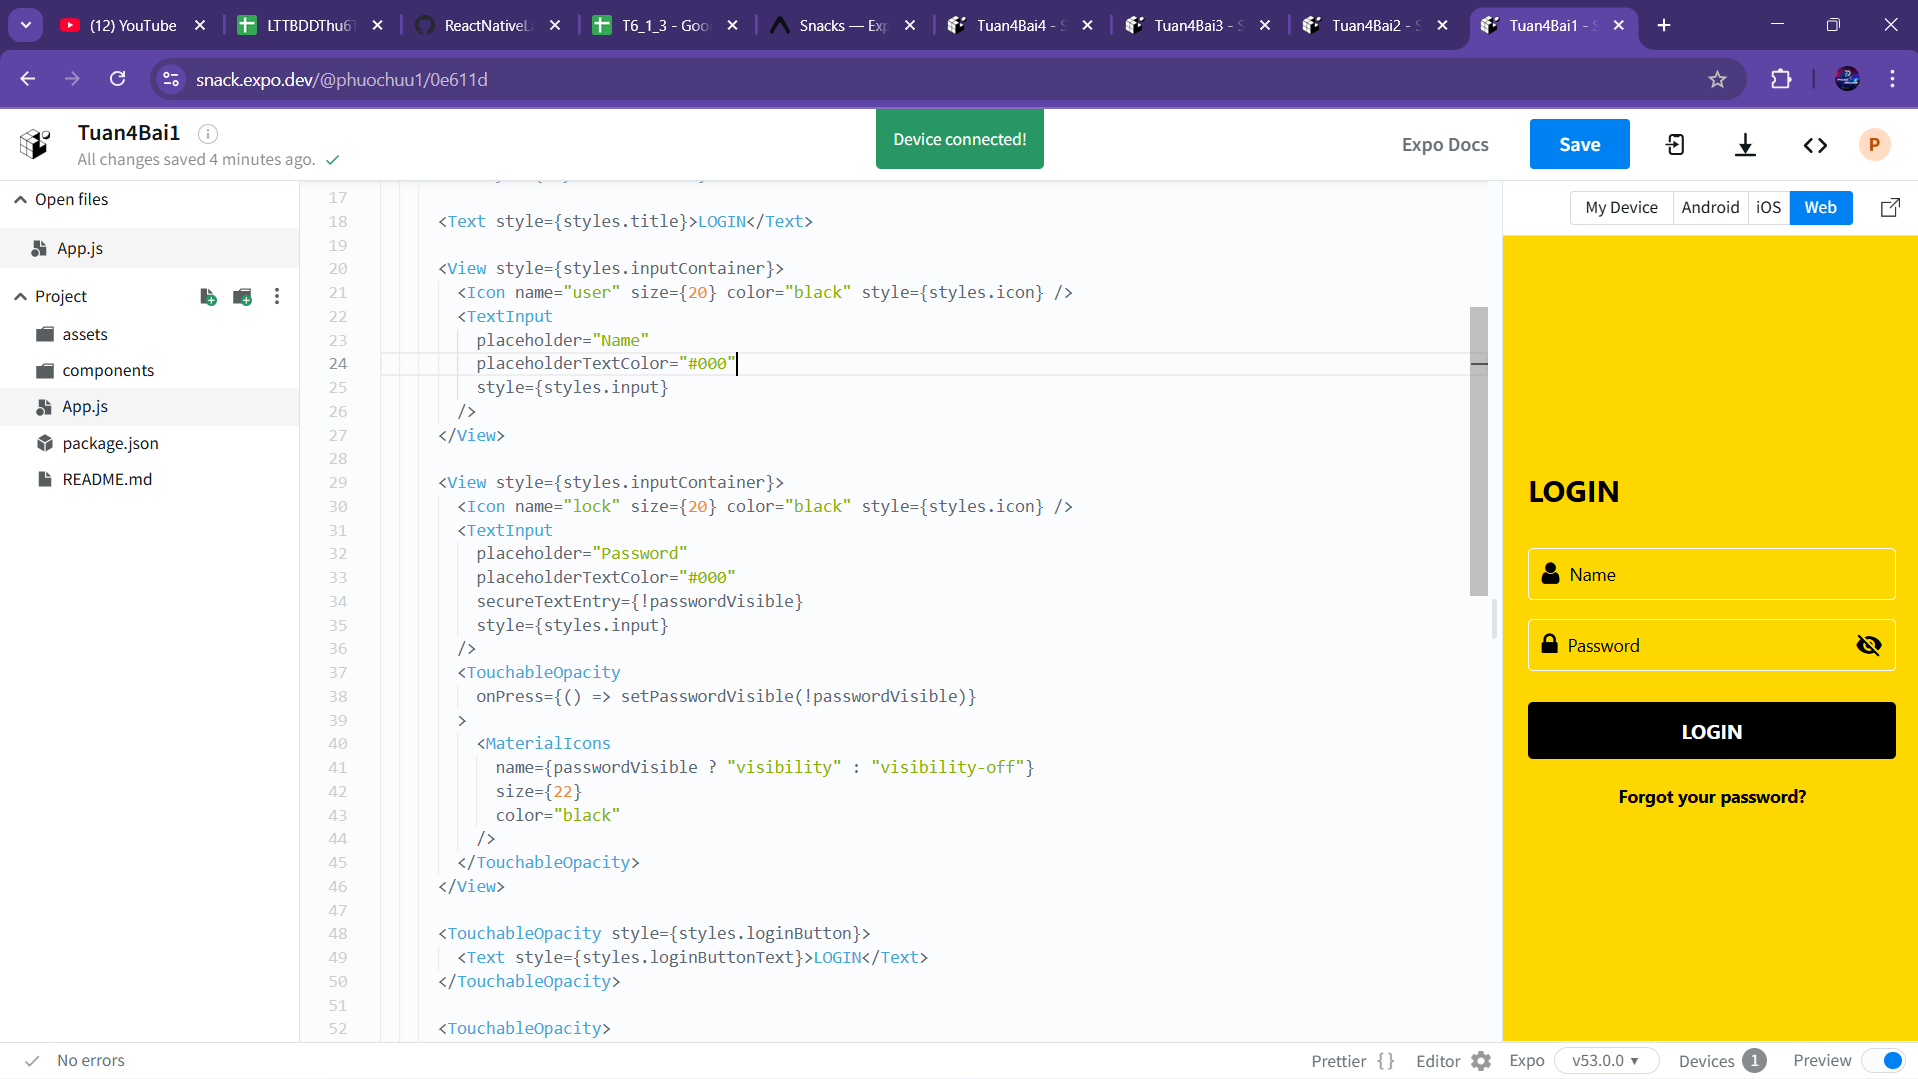 (12) YouTube
LTTBDDThu6T
ReactNativeLa
T6_1_3 - Goo
Snacks — Exp
Tuan4Bai4 - S
Tuan4Bai3 - S
Tuan4Bai2 - S
Tuan4Bai1 - S
snack.expo.dev/@phuochuu1/0e611d
Tuan4Bai1
All changes saved 4 minutes ago.
Device connected!
Expo Docs
Save
P
Open files
App.js
Project
assets
components
App.js
package.json
README.md
17
18 <Text style={styles.title}>LOGIN</Text>
19
20 <View style={styles.inputContainer}>
21 <Icon name="user" size={20} color="black" style={styles.icon} />
22 <TextInput
23 placeholder="Name"
24 placeholderTextColor="#000"
25 style={styles.input}
26 />
27 </View>
28
29 <View style={styles.inputContainer}>
30 <Icon name="lock" size={20} color="black" style={styles.icon} />
31 <TextInput
32 placeholder="Password"
33 placeholderTextColor="#000"
34 secureTextEntry={!passwordVisible}
35 style={styles.input}
36 />
37 <TouchableOpacity
38 onPress={() => setPasswordVisible(!passwordVisible)}
39 >
40 <MaterialIcons
41 name={passwordVisible ? "visibility" : "visibility-off"}
42 size={22}
43 color="black"
44 />
45 </TouchableOpacity>
46 </View>
47
48 <TouchableOpacity style={styles.loginButton}>
49 <Text style={styles.loginButtonText}>LOGIN</Text>
50 </TouchableOpacity>
51
52 <TouchableOpacity>
My Device
Android
iOS
Web
LOGIN
Name
Password
LOGIN
Forgot your password?
No errors
Prettier {}
Editor
Expo
v53.0.0
Devices 1
Preview